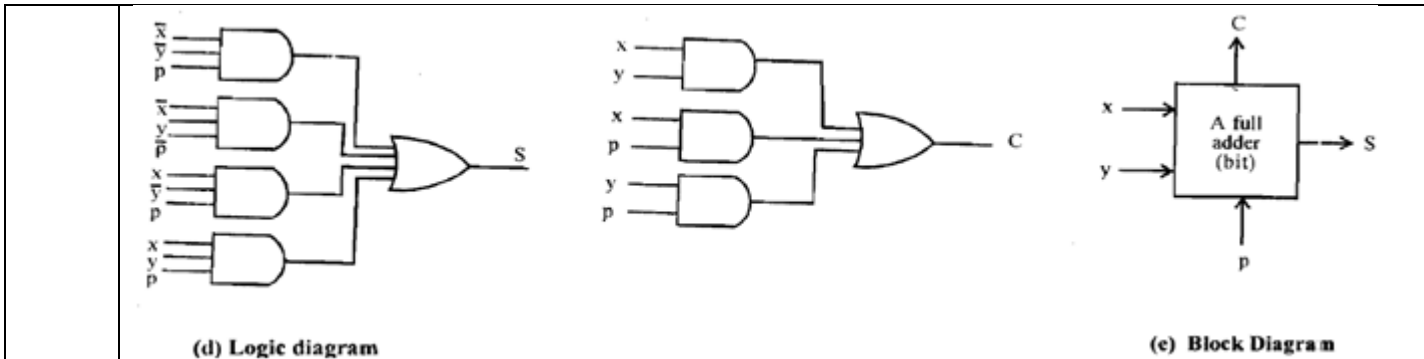 x̅
y̅
p
x̅
y
p̅
x
y̅
p
x
y
p
S
(d) Logic diagram
x
y
x
p
y
p
C
C
x
y
A full
adder
(bit)
S
p
(e) Block Diagram